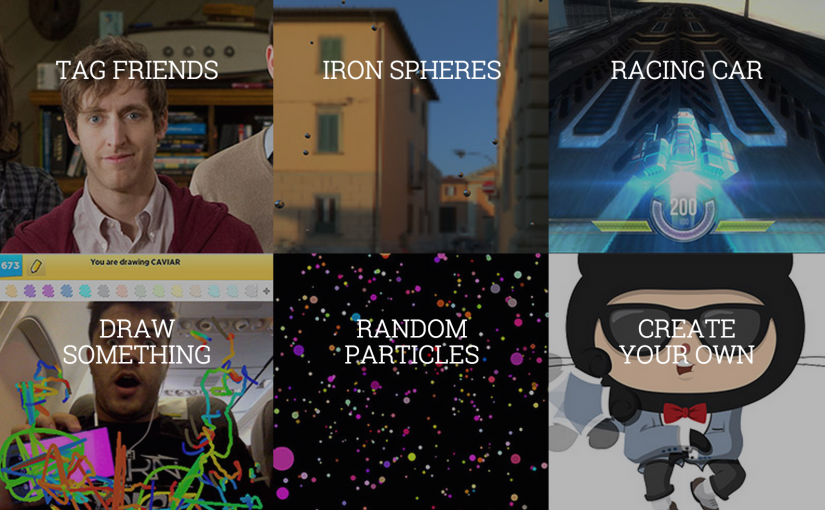 TAG FRIENDS
IRON SPHERES
RACING CAR
200
673
You are drawing CAVIAR
DRAW
SOMETHING
RANDOM
PARTICLES
CREATE
YOUR OWN